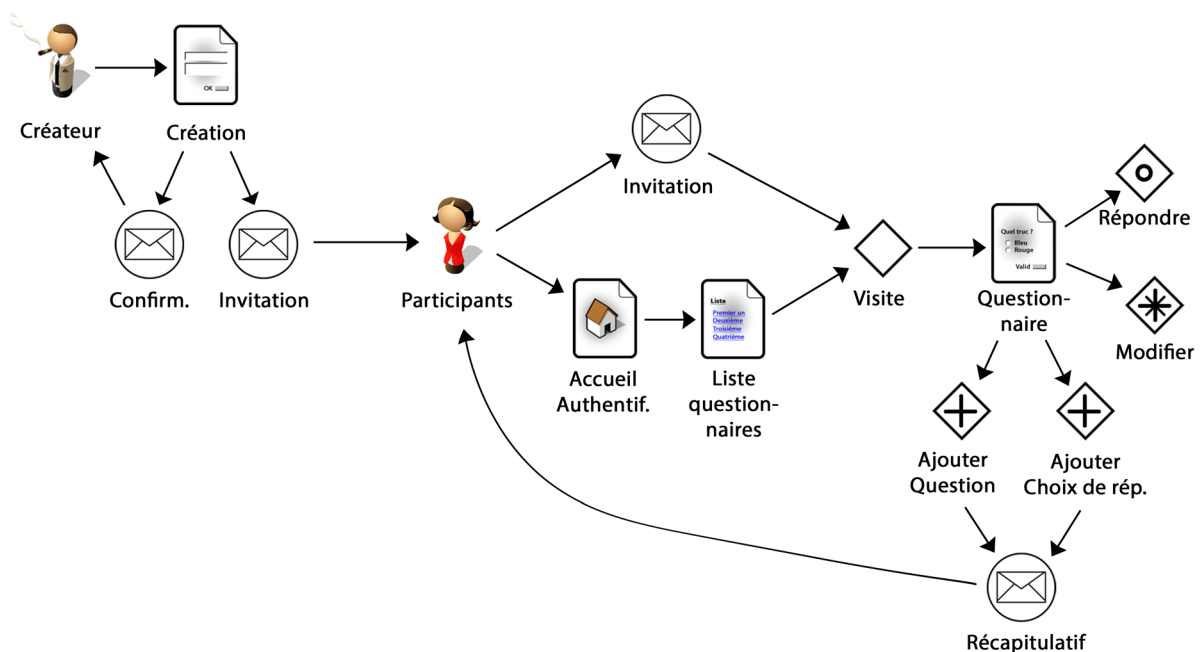 OK
Créateur
Création
Confirm.
Invitation
Participants
Invitation
Accueil
Authentif.
Liste
Premier un
Deuxième
Troisième
Quatrième
Liste
question-
naires
Visite
Quel truc ?
Bleu
Rouge
Valid
Question-
naire
Répondre
Modifier
Ajouter
Question
Ajouter
Choix de rép.
Récapitulatif